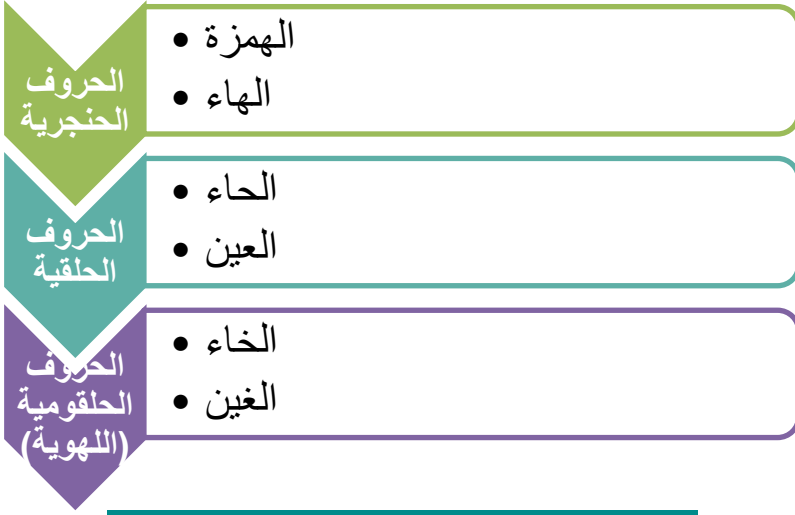 الحروف
الحنجرية
• الهمزة
• الهاء
الحروف
الحلقية
• الحاء
• العين
الحروف
الحلقومية
(اللهوية)
• الخاء
• الغين